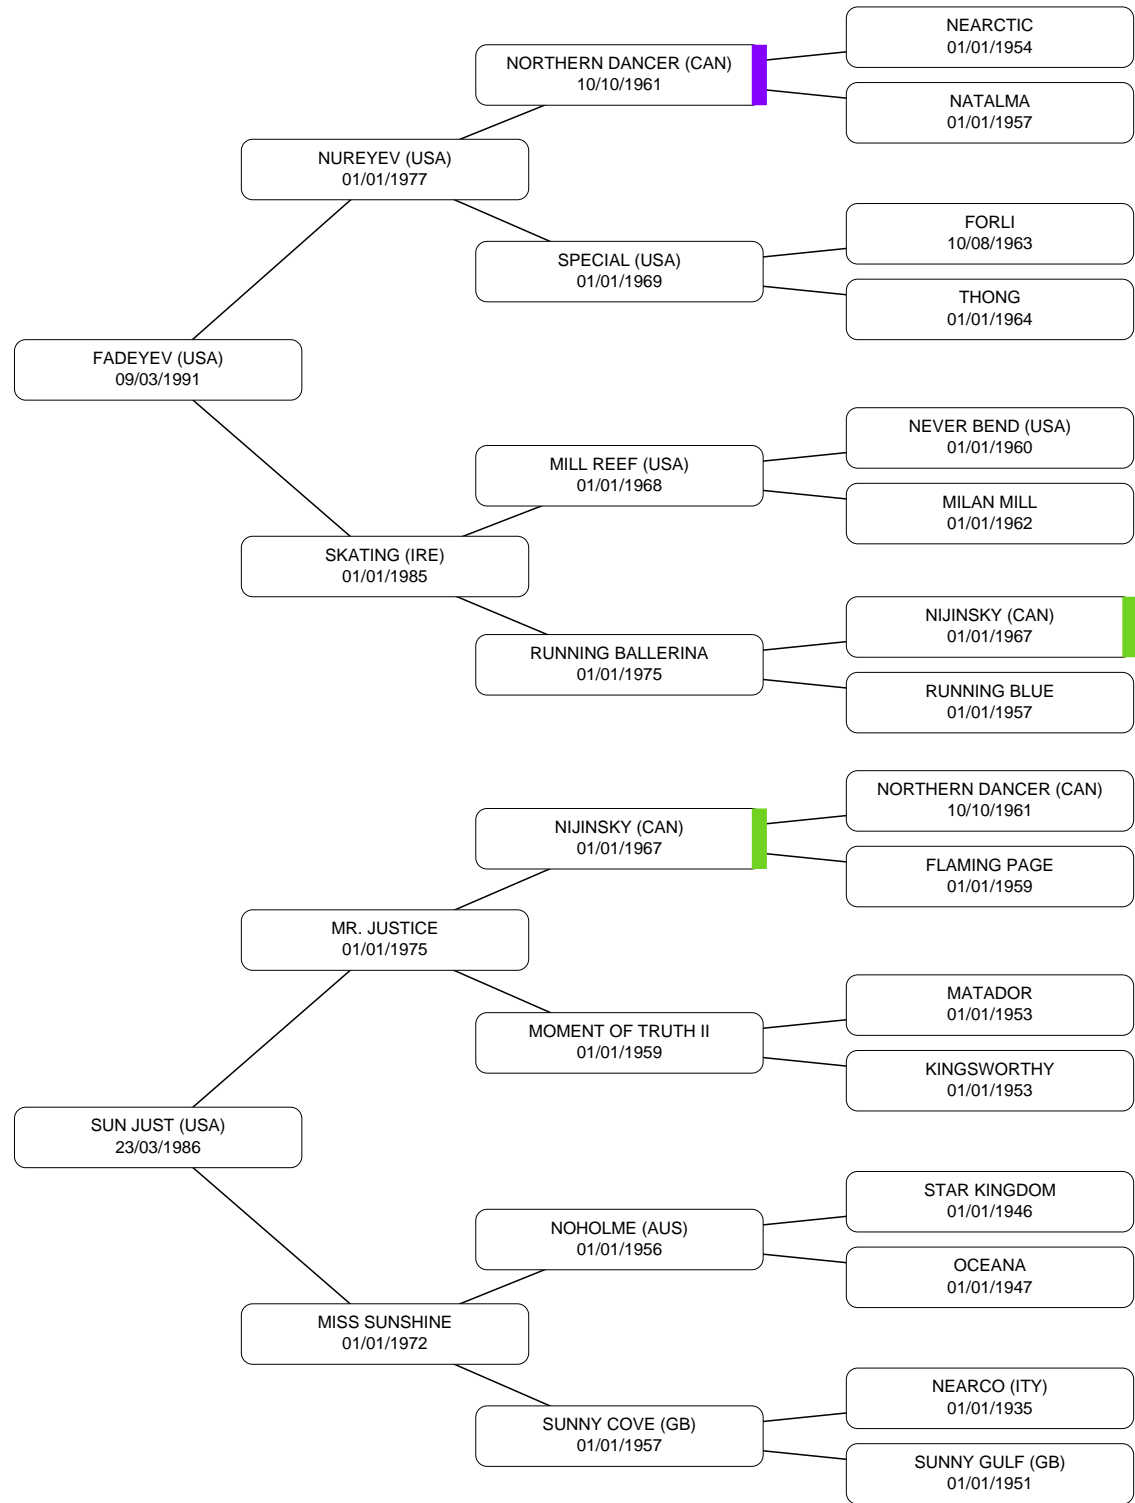 NEARCTIC
01/01/1954
NORTHERN DANCER (CAN)
10/10/1961
NATALMA
01/01/1957
NUREYEV (USA)
01/01/1977
FORLI
10/08/1963
SPECIAL (USA)
01/01/1969
THONG
01/01/1964
FADEYEV (USA)
09/03/1991
NEVER BEND (USA)
01/01/1960
MILL REEF (USA)
01/01/1968
MILAN MILL
01/01/1962
SKATING (IRE)
01/01/1985
NIJINSKY (CAN)
01/01/1967
RUNNING BALLERINA
01/01/1975
RUNNING BLUE
01/01/1957
NORTHERN DANCER (CAN)
10/10/1961
NIJINSKY (CAN)
01/01/1967
FLAMING PAGE
01/01/1959
MR. JUSTICE
01/01/1975
MATADOR
01/01/1953
MOMENT OF TRUTH II
01/01/1959
KINGSWORTHY
01/01/1953
SUN JUST (USA)
23/03/1986
STAR KINGDOM
01/01/1946
NOHOLME (AUS)
01/01/1956
OCEANA
01/01/1947
MISS SUNSHINE
01/01/1972
NEARCO (ITY)
01/01/1935
SUNNY COVE (GB)
01/01/1957
SUNNY GULF (GB)
01/01/1951